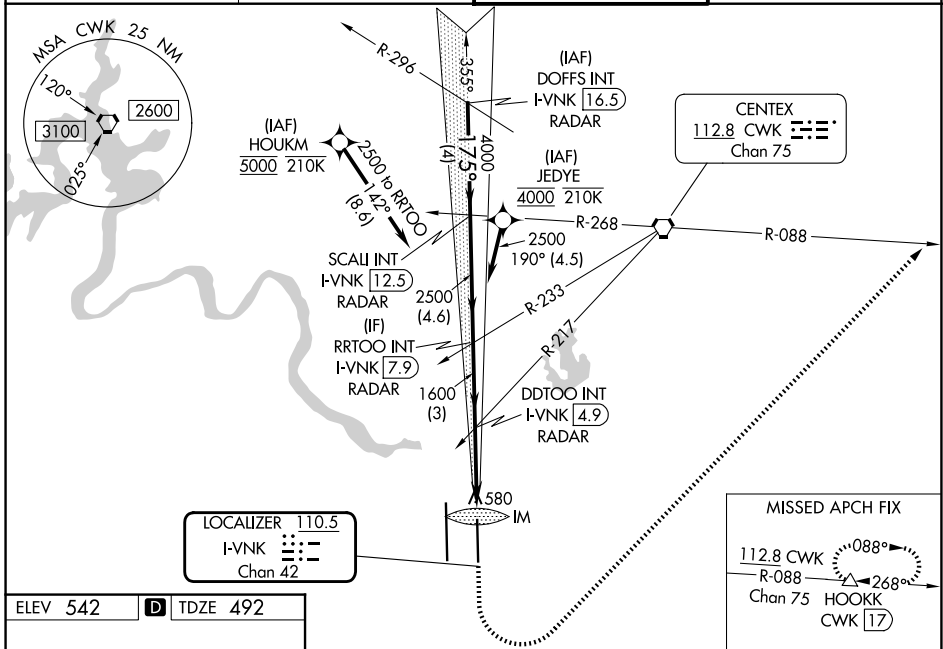 MSA CWK 25 NM
120°
3100
2600
025°
R-296
355°
(IAF)
DOFFS INT
I-VNK 16.5
RADAR
CENTEX
112.8 CWK
Chan 75
(IAF)
HOUKM
5000 210K
2500 to RRTOO
142°
(8.6)
4000
175°
(4)
(IAF)
JEDYE
4000 210K
R-268
R-088
2500
190° (4.5)
SCALI INT
I-VNK 12.5
RADAR
2500
(4.6)
R-233
R-217
(IF)
RRTOO INT
I-VNK 7.9
RADAR
1600
(3)
DDTOO INT
I-VNK 4.9
RADAR
580
IM
LOCALIZER 110.5
I-VNK
Chan 42
MISSED APCH FIX
112.8 CWK
R-088
Chan 75
088°
268°
HOOKK
CWK 17
ELEV 542 D TDZE 492